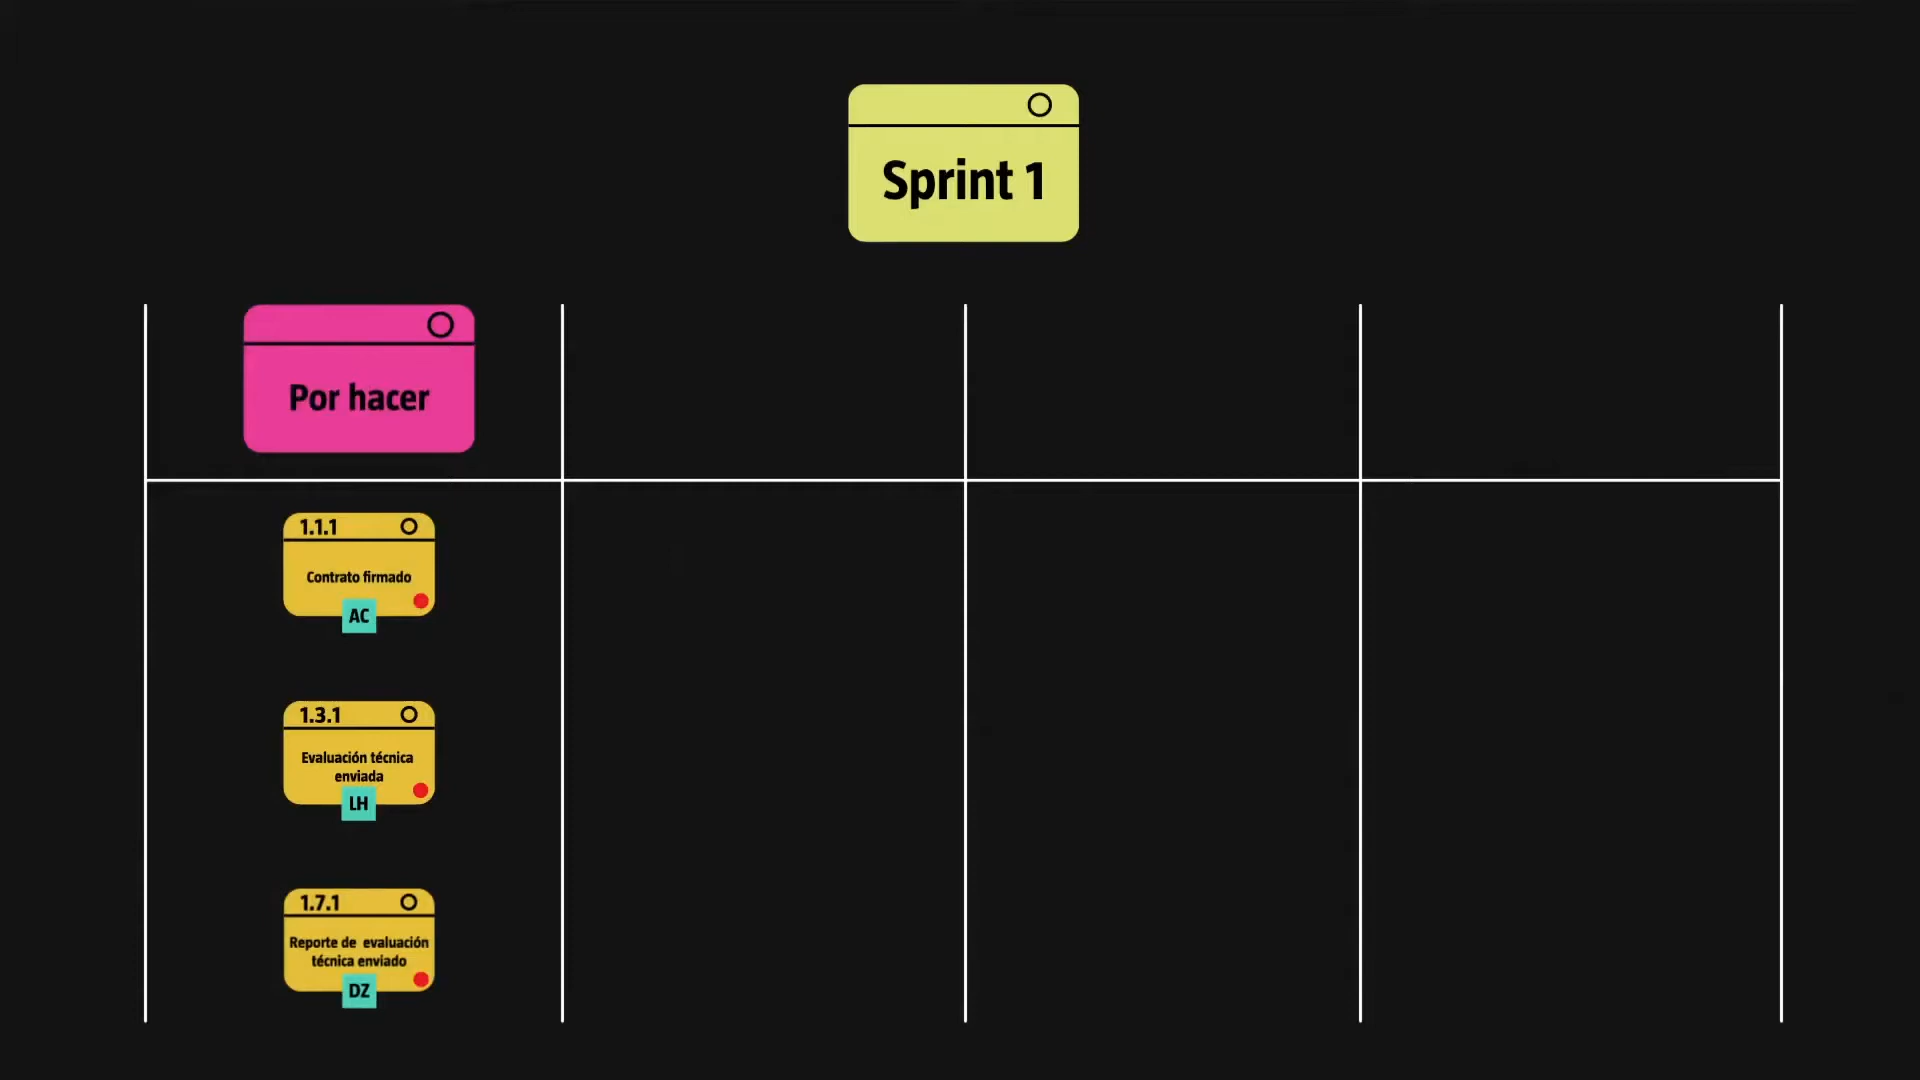 Sprint 1
Por hacer
1.1.1
Contrato firmado
AC
1.3.1
Evaluación técnica
enviada
LH
1.7.1
Reporte de evaluación
técnica enviado
DZ